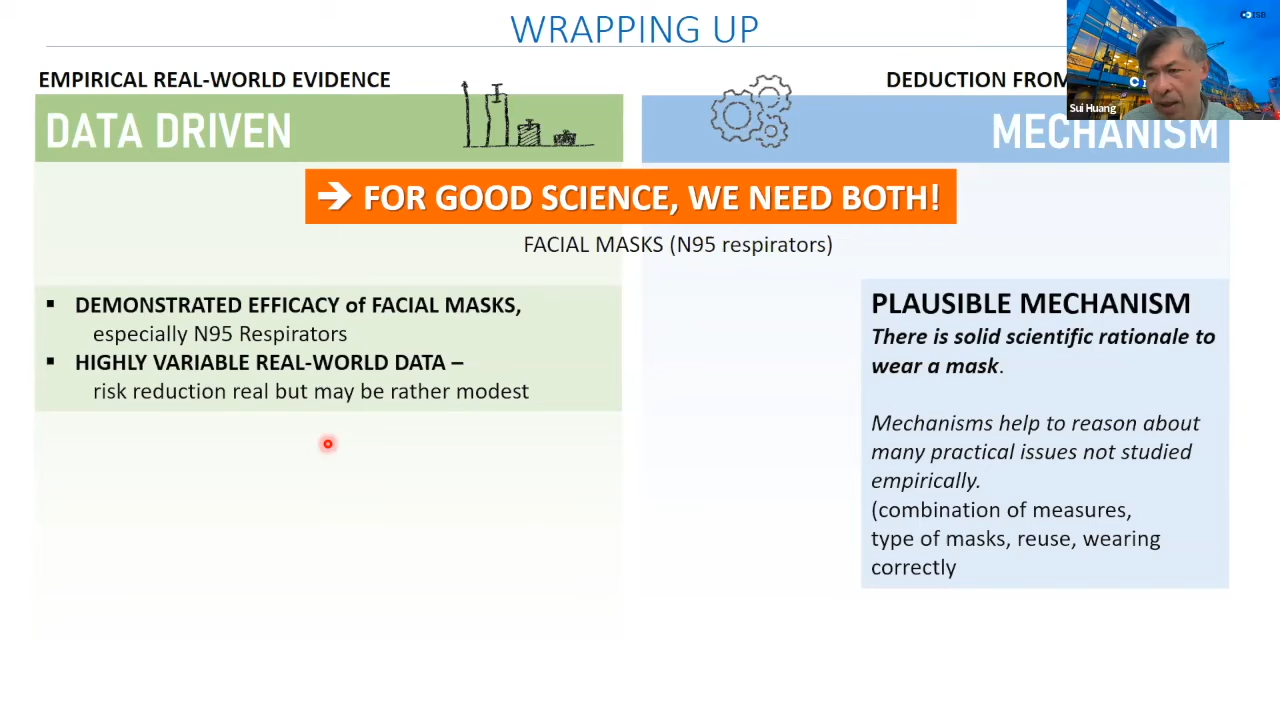 WRAPPING UP
EMPIRICAL REAL-WORLD EVIDENCE
DEDUCTION FROM
Sui Huang
DATA DRIVEN
MECHANISM
➔ FOR GOOD SCIENCE, WE NEED BOTH!
FACIAL MASKS (N95 respirators)
▪ DEMONSTRATED EFFICACY of FACIAL MASKS,
especially N95 Respirators
▪ HIGHLY VARIABLE REAL-WORLD DATA –
risk reduction real but may be rather modest
PLAUSIBLE MECHANISM
There is solid scientific rationale to
wear a mask.
Mechanisms help to reason about
many practical issues not studied
empirically.
(combination of measures,
type of masks, reuse, wearing
correctly